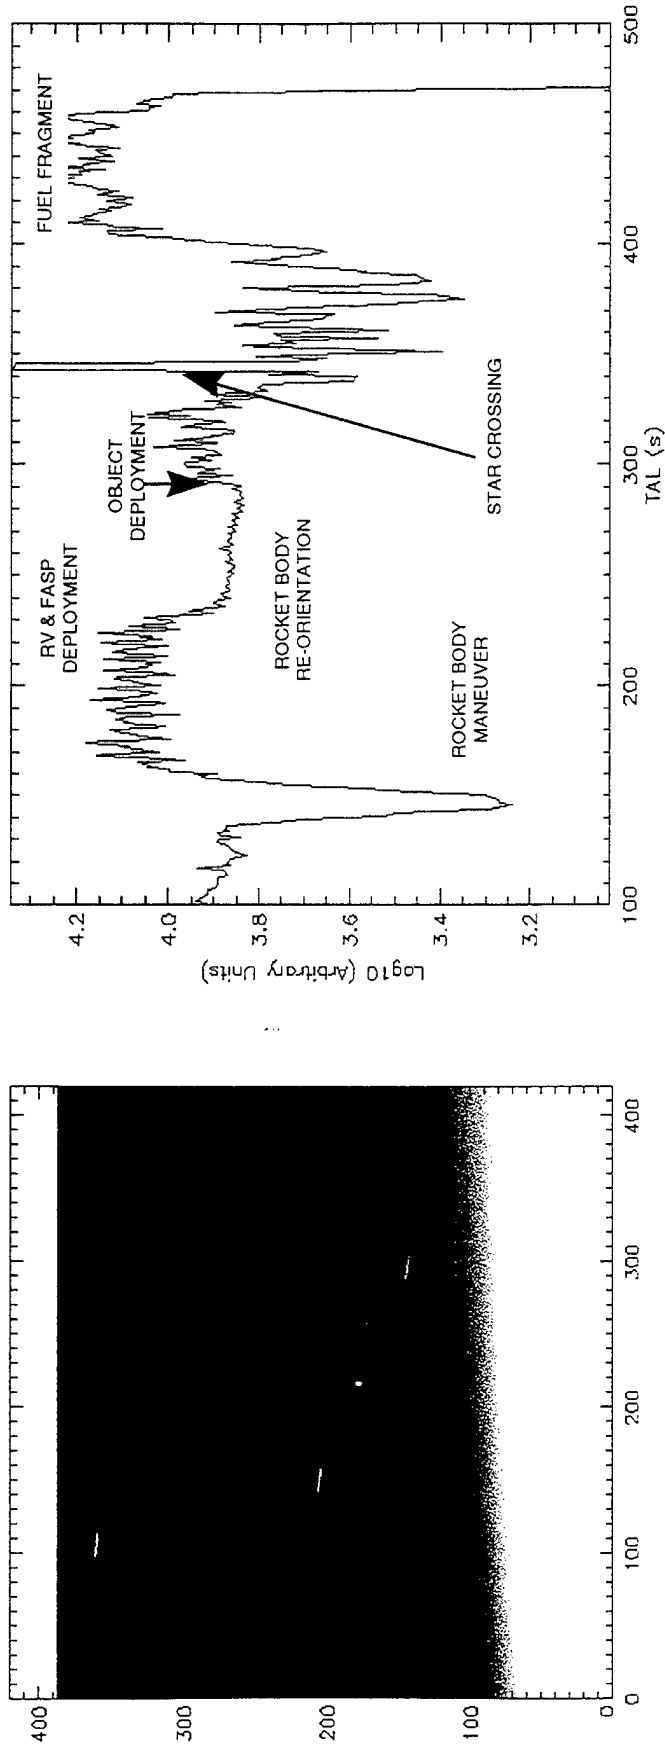 400
300
200
100
0
0
100
200
300
400
4.2
4.0
3.8
3.6
3.4
3.2
Log10 (Arbitrary Units)
100
200
300
400
500
TAL (s)
RV & FASP
DEPLOYMENT
OBJECT
DEPLOYMENT
FUEL FRAGMENT
ROCKET BODY
RE-ORIENTATION
ROCKET BODY
MANEUVER
STAR CROSSING